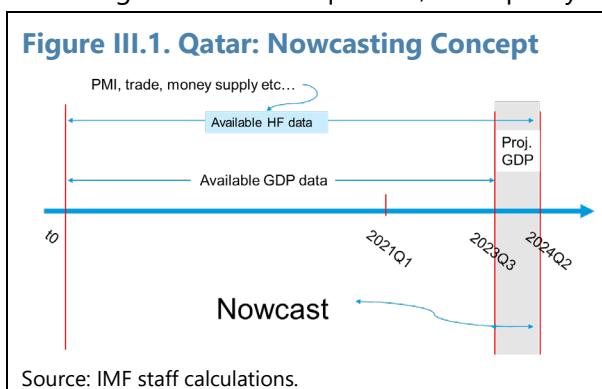 Figure III.1. Qatar: Nowcasting Concept
PMI, trade, money supply etc…
Available HF data
Proj.
GDP
Available GDP data
t0
2021Q1
2023Q3
2024Q2
Nowcast
Source: IMF staff calculations.